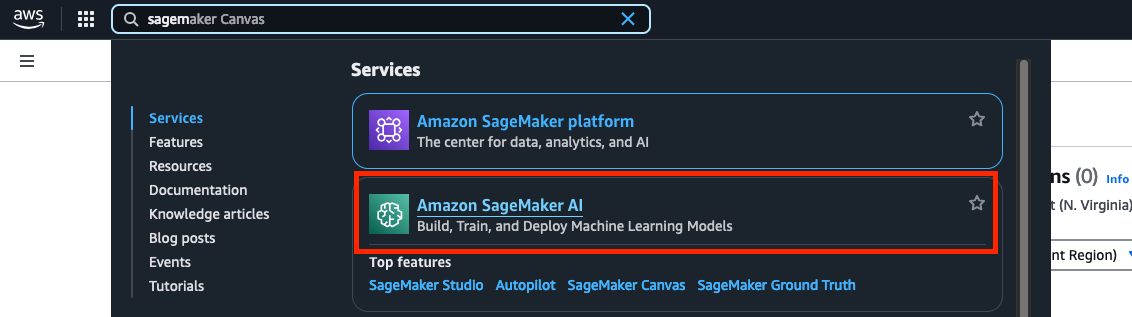 aws
sagemaker Canvas
Services
Services
Features
Resources
Documentation
Knowledge articles
Blog posts
Events
Tutorials
Amazon SageMaker platform
The center for data, analytics, and AI
Amazon SageMaker AI
Build, Train, and Deploy Machine Learning Models
Top features
SageMaker Studio Autopilot SageMaker Canvas SageMaker Ground Truth
ns (0) Info
t (N. Virginia)
nt Region)